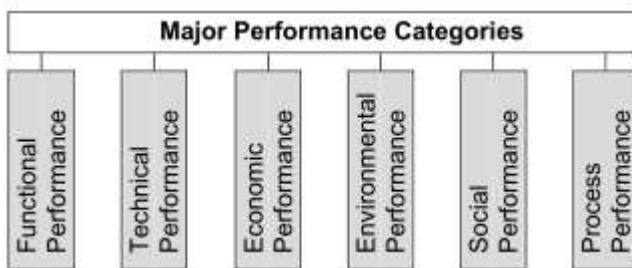 Major Performance Categories
Functional
Performance
Technical
Performance
Economic
Performance
Environmental
Performance
Social
Performance
Process
Performance